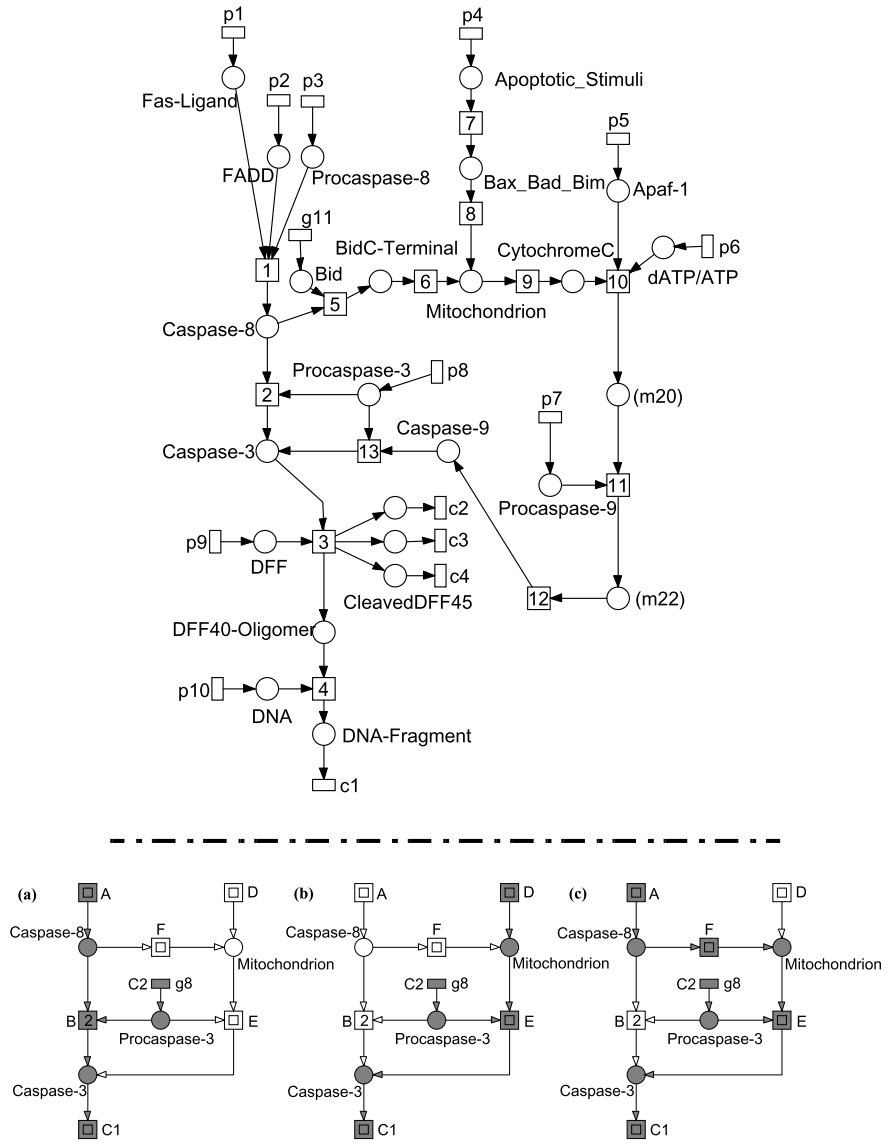 p1
p4
Fas-Ligand
p2
p3
Apoptotic_Stimuli
7
p5
FADD
Procaspase-8
Bax_Bad_Bim
Apaf-1
8
g11
BidC-Terminal
CytochromeC
p6
1
Bid
5
6
9
10
dATP/ATP
Mitochondrion
Caspase-8
Procaspase-3
p8
2
p7
(m20)
Caspase-9
Caspase-3
13
11
Procaspase-9
c2
p9
3
c3
DFF
c4
CleavedDFF45
12
(m22)
DFF40-Oligomer
p10
4
DNA
DNA-Fragment
c1
(a)
A
D
Caspase-8
F
Mitochondrion
C2
g8
B
2
E
Procaspase-3
Caspase-3
C1
(b)
A
D
Caspase-8
F
Mitochondrion
C2
g8
B
2
E
Procaspase-3
Caspase-3
C1
(c)
A
D
Caspase-8
F
Mitochondrion
C2
g8
B
2
E
Procaspase-3
Caspase-3
C1